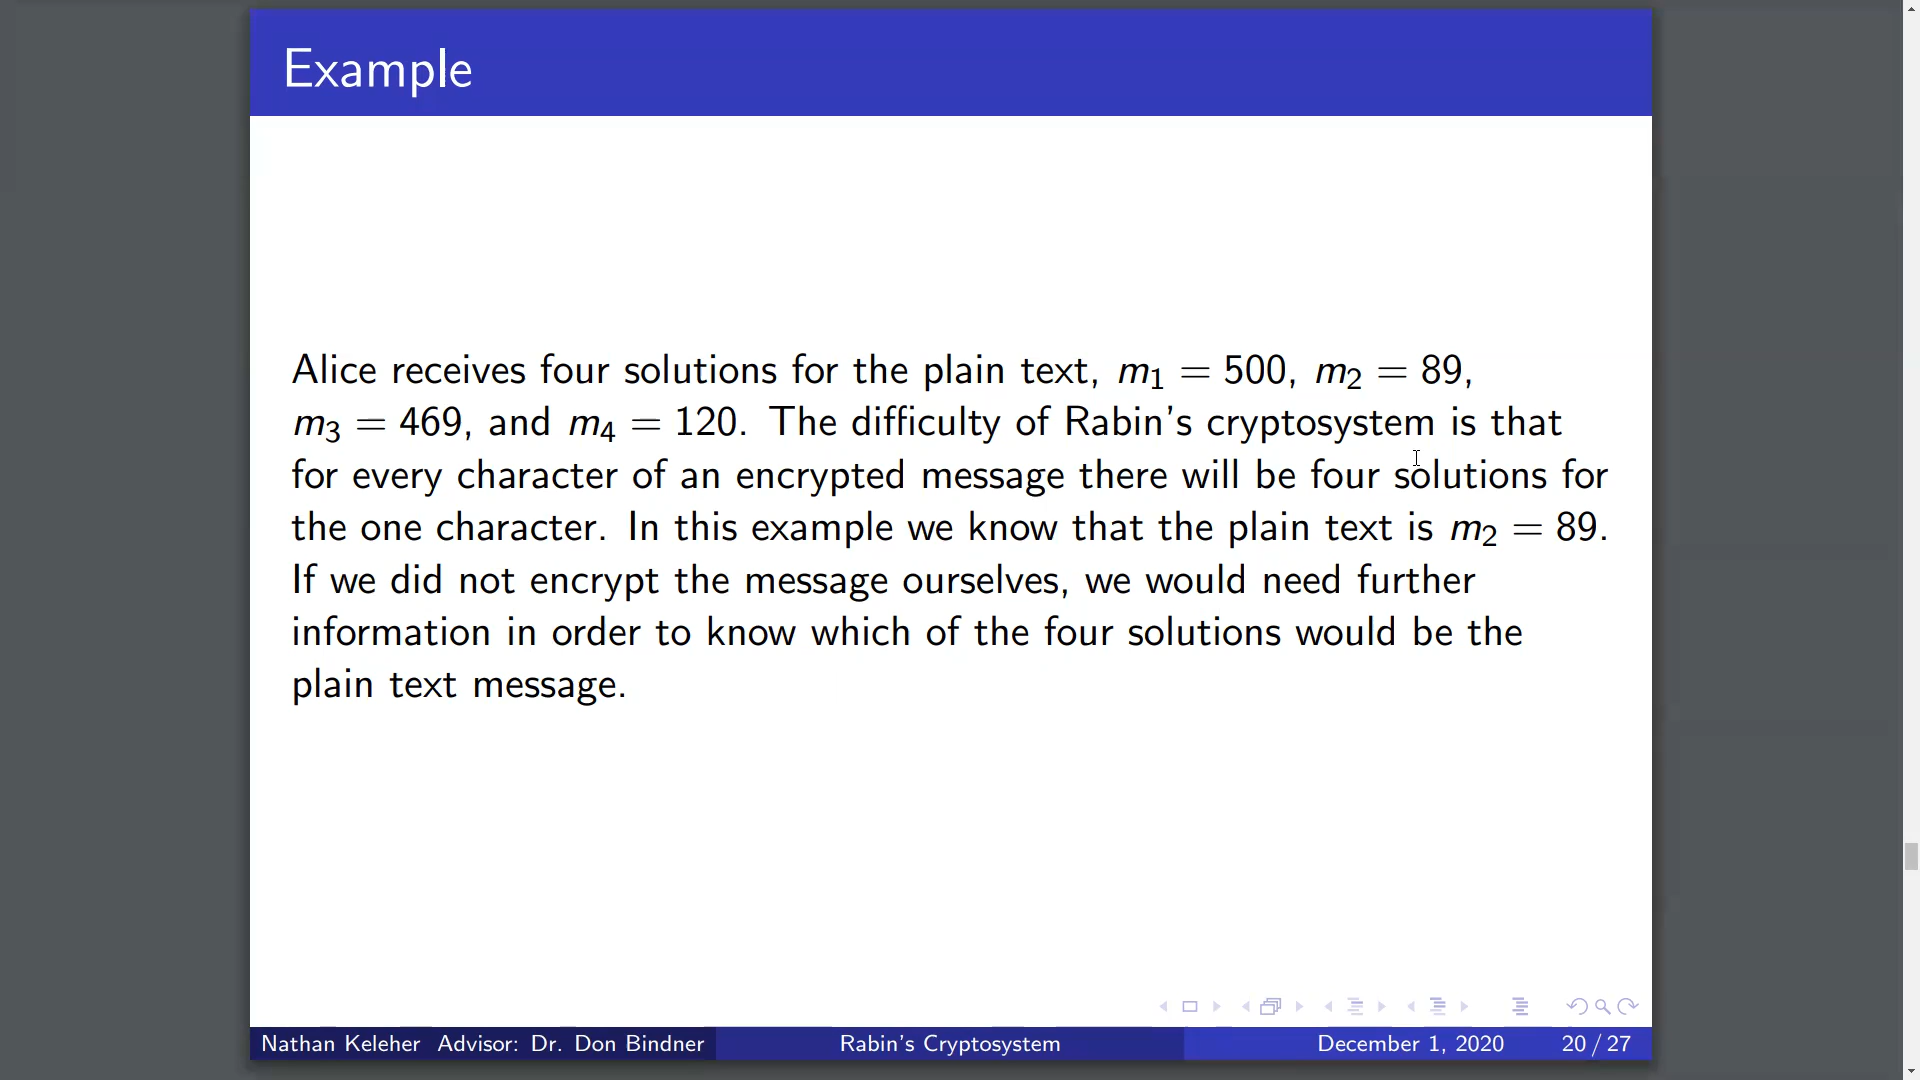 Example
Alice receives four solutions for the plain text, m₁ = 500, m₂ = 89,
m₃ = 469, and m₄ = 120. The difficulty of Rabin's cryptosystem is that
for every character of an encrypted message there will be four solutions for
the one character. In this example we know that the plain text is m₂ = 89.
If we did not encrypt the message ourselves, we would need further
information in order to know which of the four solutions would be the
plain text message.
Nathan Keleher Advisor: Dr. Don Bindner Rabin's Cryptosystem December 1, 2020 20 / 27